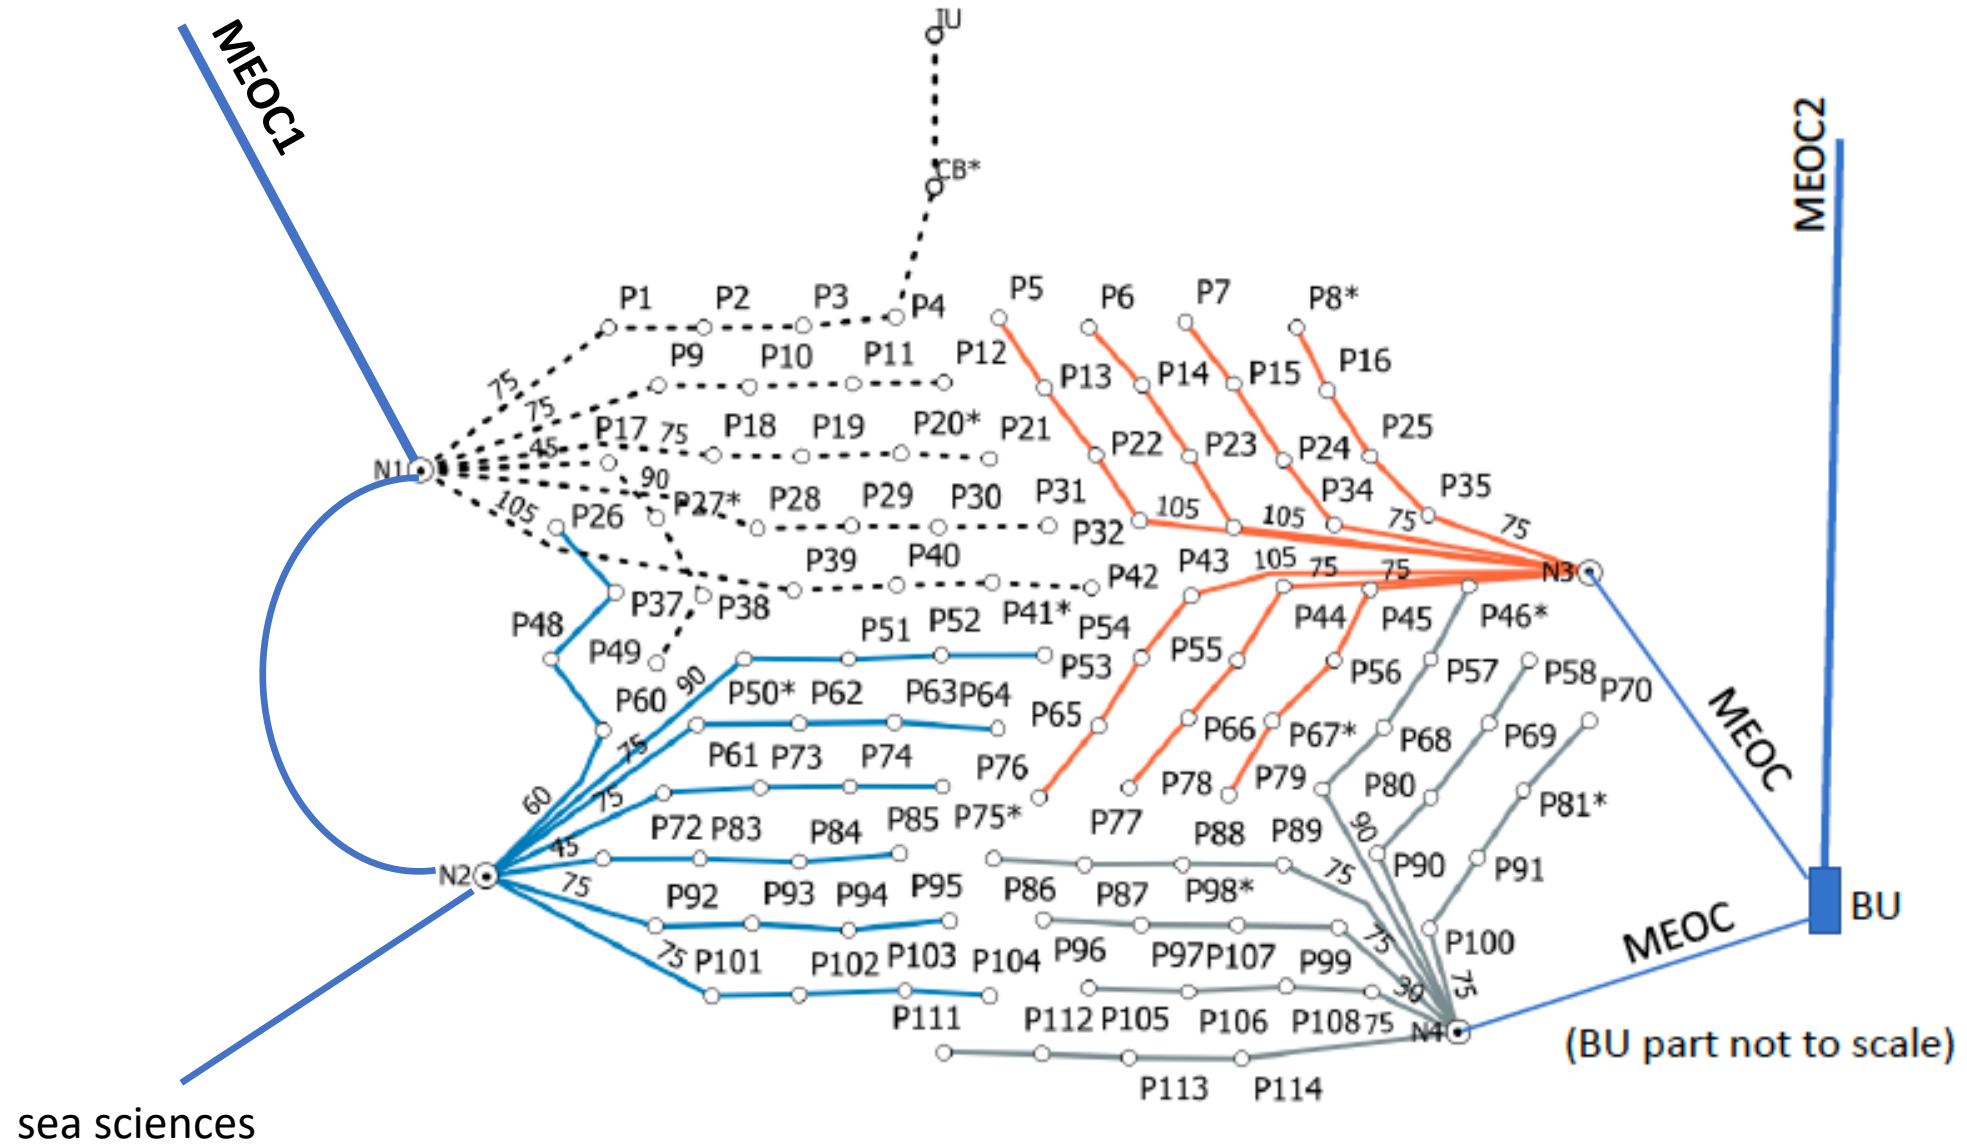 IU
MEOC1
MEOC2
CB*
P1 P2 P3 P4 P5 P6 P7 P8*
P9 P10 P11 P12 P13 P14 P15 P16
75
75
P17 75 P18 P19 P20* P21 P22 P23 P24 P25
45
N1
90
105 P26 P27* P28 P29 P30 P31 P32 105 105 P34 75 P35 75
P37 P38 P39 P40 P41* P42 P43 105 75 75 N3
P44 P45 P46*
P48 P49 P50* P51 P52 P53 P54 P55 P56 P57 P58
90
P60 P61 P62 P63 P64 P65 P66 P67* P68 P69 P70
75
MEOC
60 75 P72 P73 P74 P75* P76 P77 P78 P79 P80 P81*
45 P83 P84 P85 P86 P87 P88 P89 90 P90 P91
75
N2
BU
75 P92 P93 P94 P95 P96 P97 P98* P99 P100
75
MEOC
75 P101 P102 P103 P104 P105 P106 P107 P108 30 75
75 N4
P111 P112 P113 P114
(BU part not to scale)
sea sciences